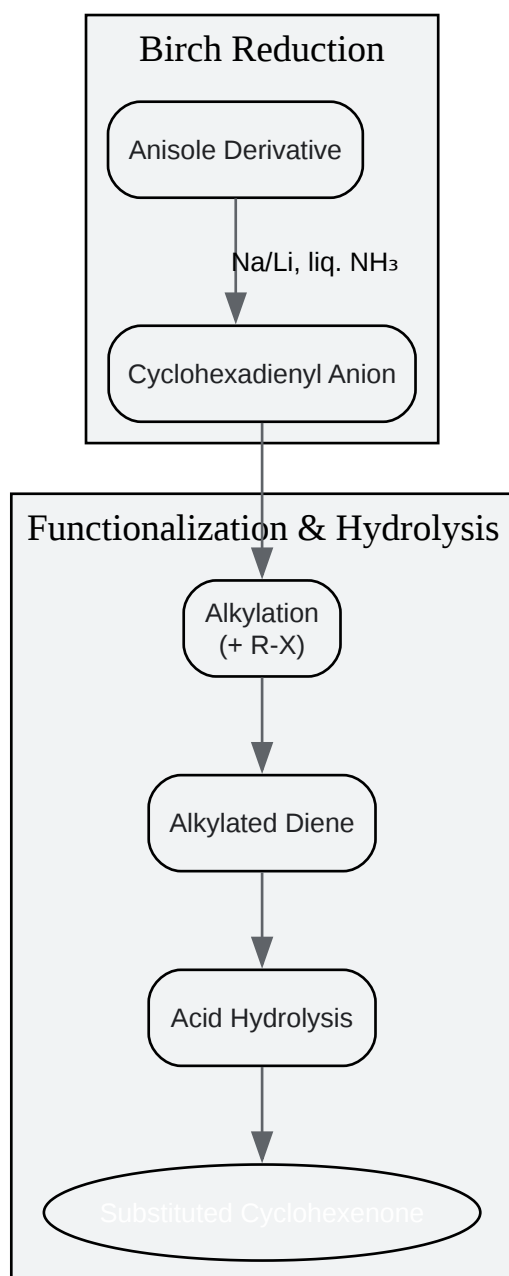 Birch Reduction
Anisole Derivative
Na/Li, liq. NH₃
Cyclohexadienyl Anion
Functionalization & Hydrolysis
Alkylation
(+ R-X)
Alkylated Diene
Acid Hydrolysis
Substituted Cyclohexenone